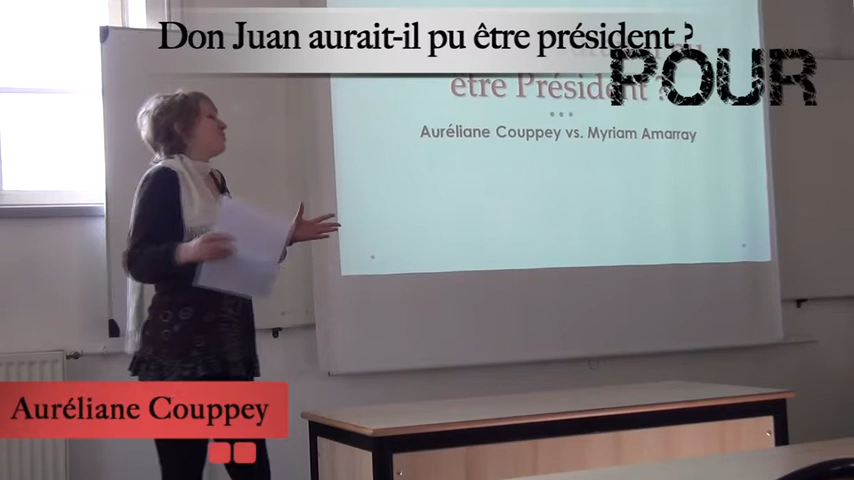 Don Juan aurait-il pu être président ?
POUR
être Président ?
Auréliane Couppey vs. Myriam Amarray
Auréliane Couppey